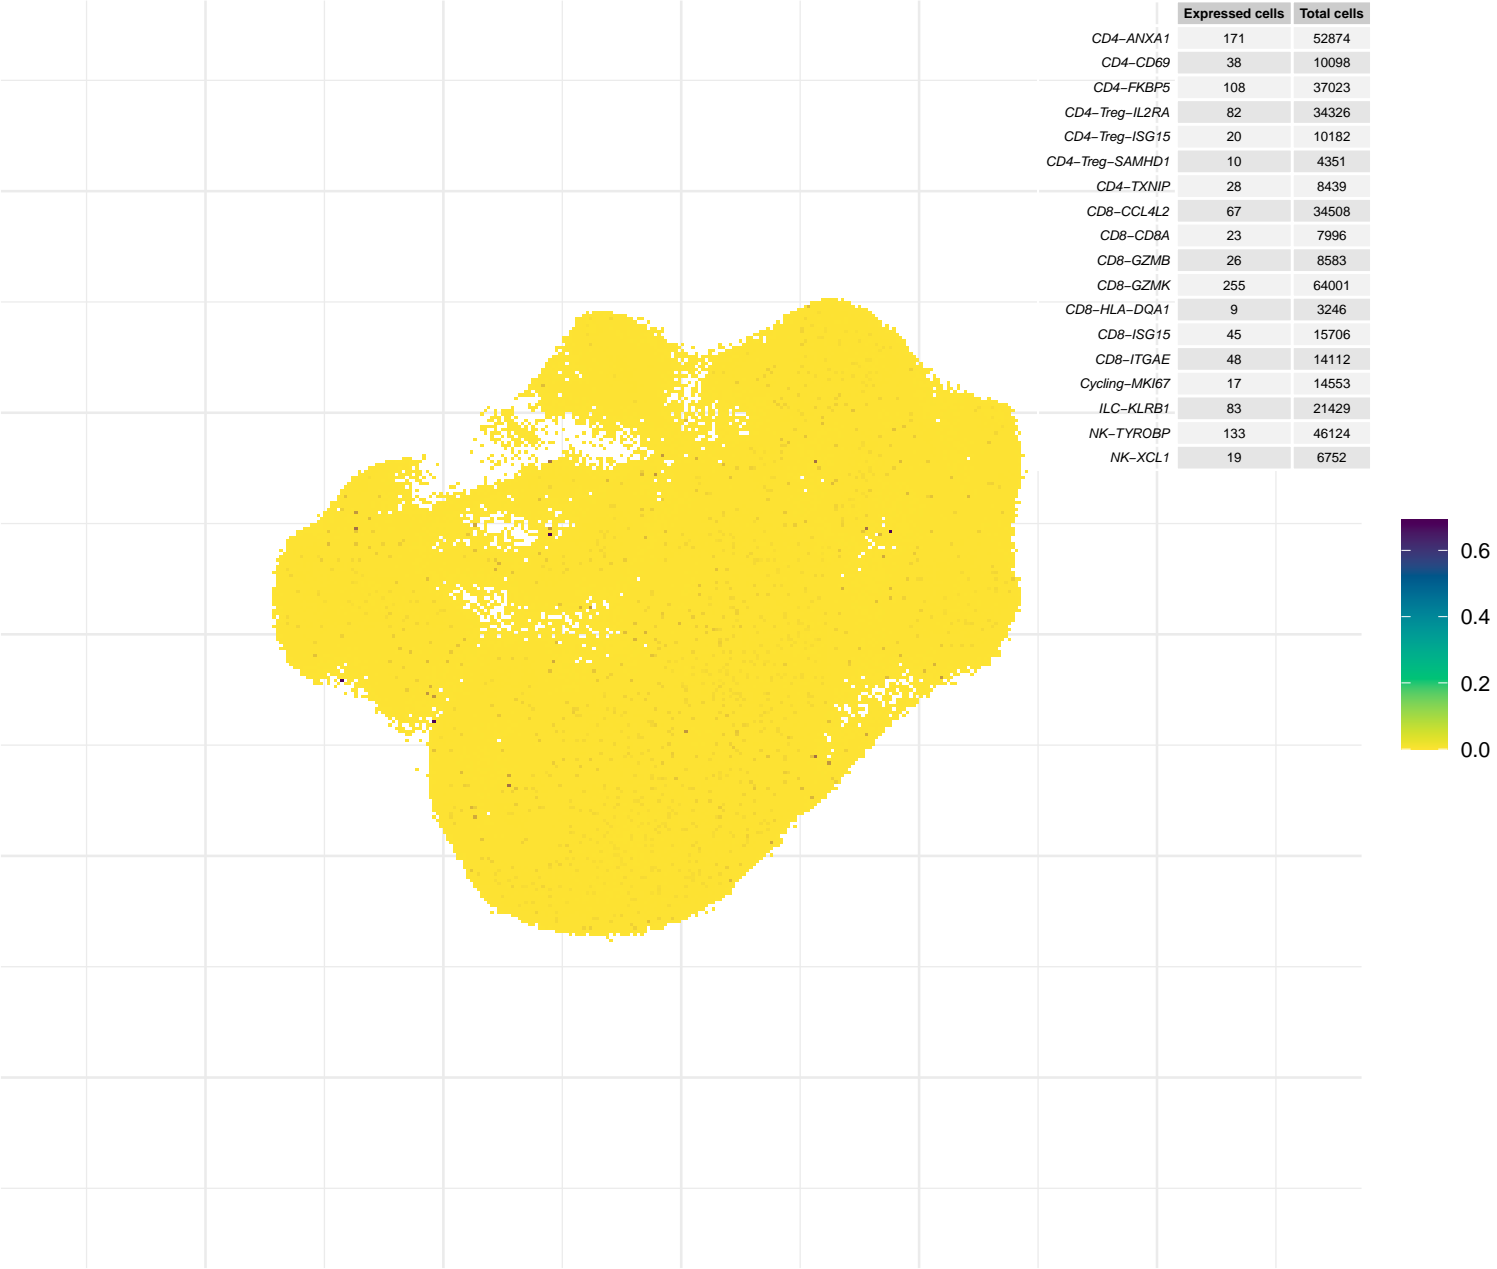 Expressed cells Total cells
CD4−ANXA1 171 52874
CD4−CD69 38 10098
CD4−FKBP5 108 37023
CD4−Treg−IL2RA 82 34326
CD4−Treg−ISG15 20 10182
CD4−Treg−SAMHD1 10 4351
CD4−TXNIP 28 8439
CD8−CCL4L2 67 34508
CD8−CD8A 23 7996
CD8−GZMB 26 8583
CD8−GZMK 255 64001
CD8−HLA−DQA1 9 3246
CD8−ISG15 45 15706
CD8−ITGAE 48 14112
Cycling−MKI67 17 14553
ILC−KLRB1 83 21429
NK−TYROBP 133 46124
NK−XCL1 19 6752
0.6
0.4
0.2
0.0